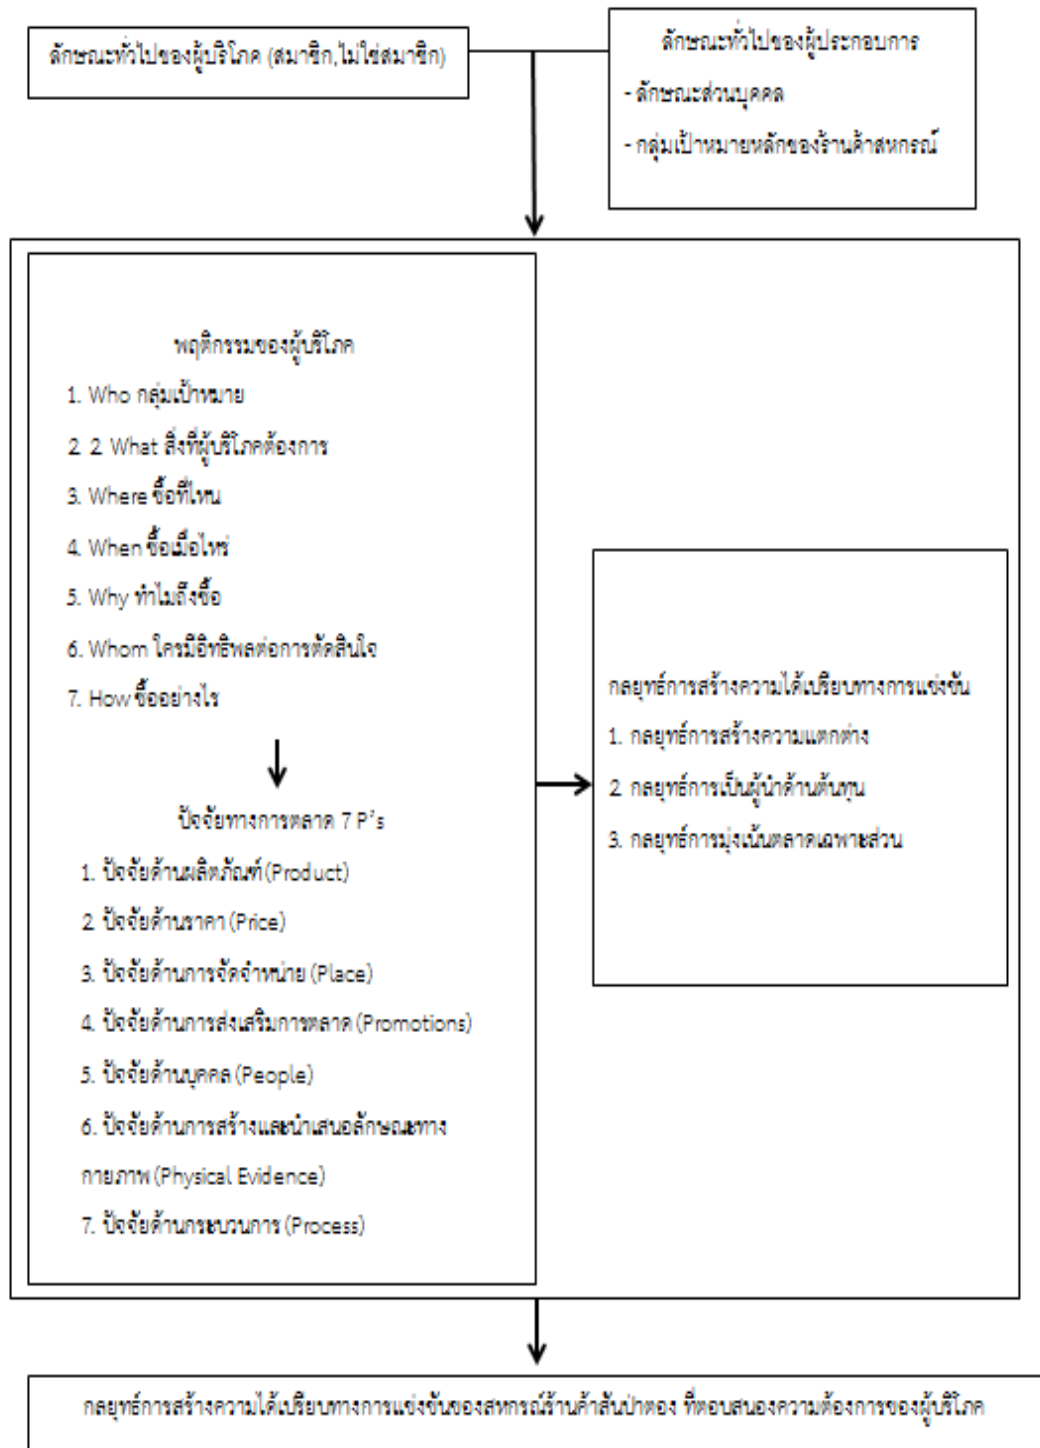 ลักษณะทั่วไปของผู้บริโภค (สมาชิก,ไม่ใช่สมาชิก)
ลักษณะทั่วไปของผู้ประกอบการ
- ลักษณะส่วนบุคคล
- กลุ่มเป้าหมายหลักของร้านค้าสหกรณ์
พฤติกรรมของผู้บริโภค
1. Who กลุ่มเป้าหมาย
2 2 What สิ่งที่ผู้บริโภคต้องการ
3. Where ซื้อที่ไหน
4. When ซื้อเมื่อไหร่
5. Why ทำไมถึงซื้อ
6. Whom ใครมีอิทธิพลต่อการตัดสินใจ
7. How ซื้ออย่างไร
ปัจจัยทางการตลาด 7 P's
1. ปัจจัยด้านผลิตภัณฑ์ (Product)
2 ปัจจัยด้านราคา (Price)
3. ปัจจัยด้านการจัดจำหน่าย (Place)
4. ปัจจัยด้านการส่งเสริมการตลาด (Promotions)
5. ปัจจัยด้านบุคคล (People)
6. ปัจจัยด้านการสร้างและนำเสนอลักษณะทาง
กายภาพ (Physical Evidence)
7. ปัจจัยด้านกระบวนการ (Process)
กลยุทธ์การสร้างความได้เปรียบทางการแข่งขัน
1. กลยุทธ์การสร้างความแตกต่าง
2 กลยุทธ์การเป็นผู้นำด้านต้นทุน
3. กลยุทธ์การมุ่งเน้นตลาดเฉพาะส่วน
กลยุทธ์การสร้างความได้เปรียบทางการแข่งขันของสหกรณ์ร้านค้าสันป่าตอง ที่ตอบสนองความต้องการของผู้บริโภค